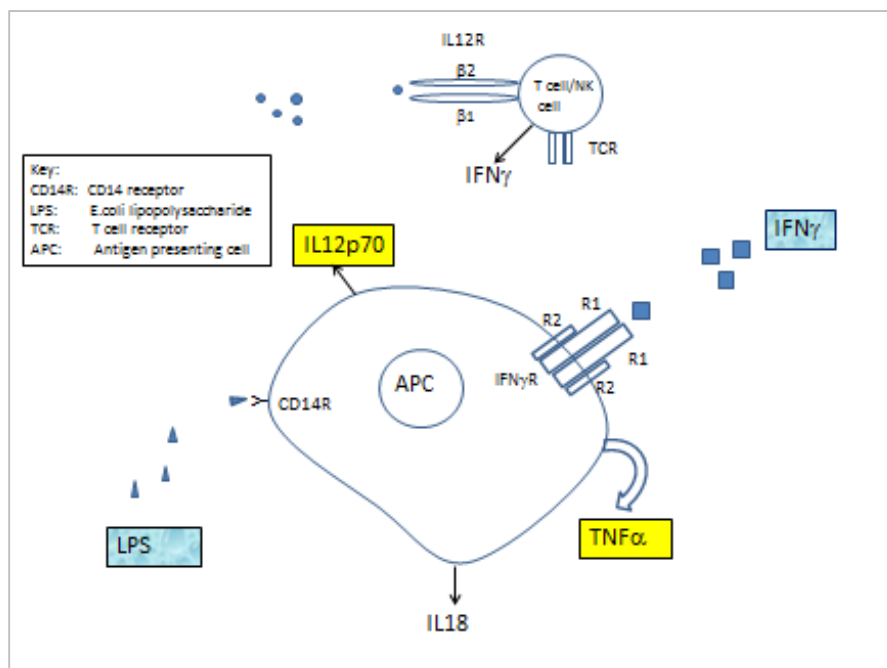 IL12R
β2
T cell/NK
cell
β1
TCR
IFNγ
Key:
CD14R: CD14 receptor
LPS: E.coli lipopolysaccharide
TCR: T cell receptor
APC: Antigen presenting cell
IL12p70
IFNγ
R1
R2
R1
IFNγR
R2
APC
CD14R
LPS
TNFα
IL18